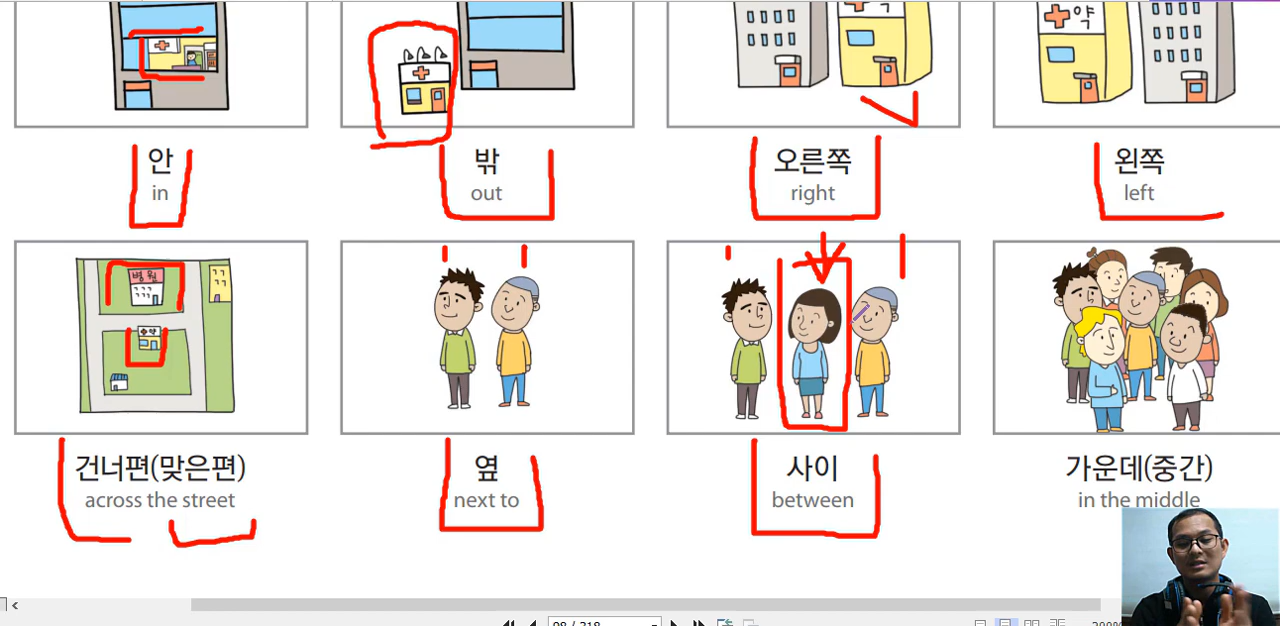 약
안
in
밖
out
오른쪽
right
왼쪽
left
병원
약
건너편(맞은편)
across the street
옆
next to
사이
between
가운데(중간)
in the middle